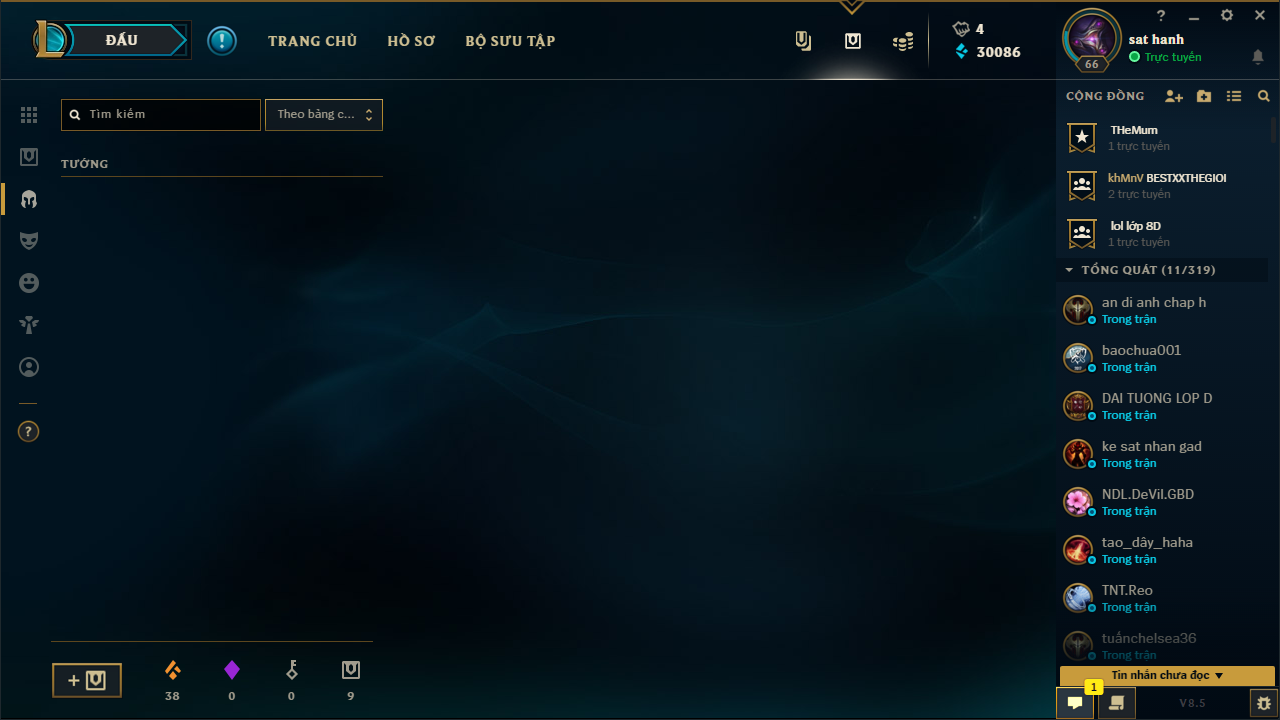 ĐẤU
TRANG CHỦ
HỒ SƠ
BỘ SƯU TẬP
4
30086
66
sat hanh
Trực tuyến
Tìm kiếm
Theo bảng c...
TƯỚNG
38
0
0
9
CỘNG ĐỒNG
THeMum
1 trực tuyến
khMnV BESTXXTHEGIOI
2 trực tuyến
lol lớp 8D
1 trực tuyến
TỔNG QUÁT (11/319)
an di anh chap h
Trong trận
baochua001
Trong trận
DAI TUONG LOP D
Trong trận
ke sat nhan gad
Trong trận
NDL.DeVil.GBD
Trong trận
tao_dây_haha
Trong trận
TNT.Reo
Trong trận
tuấnchelsea36
Trong trận
Tin nhắn chưa đọc
1
V8.5